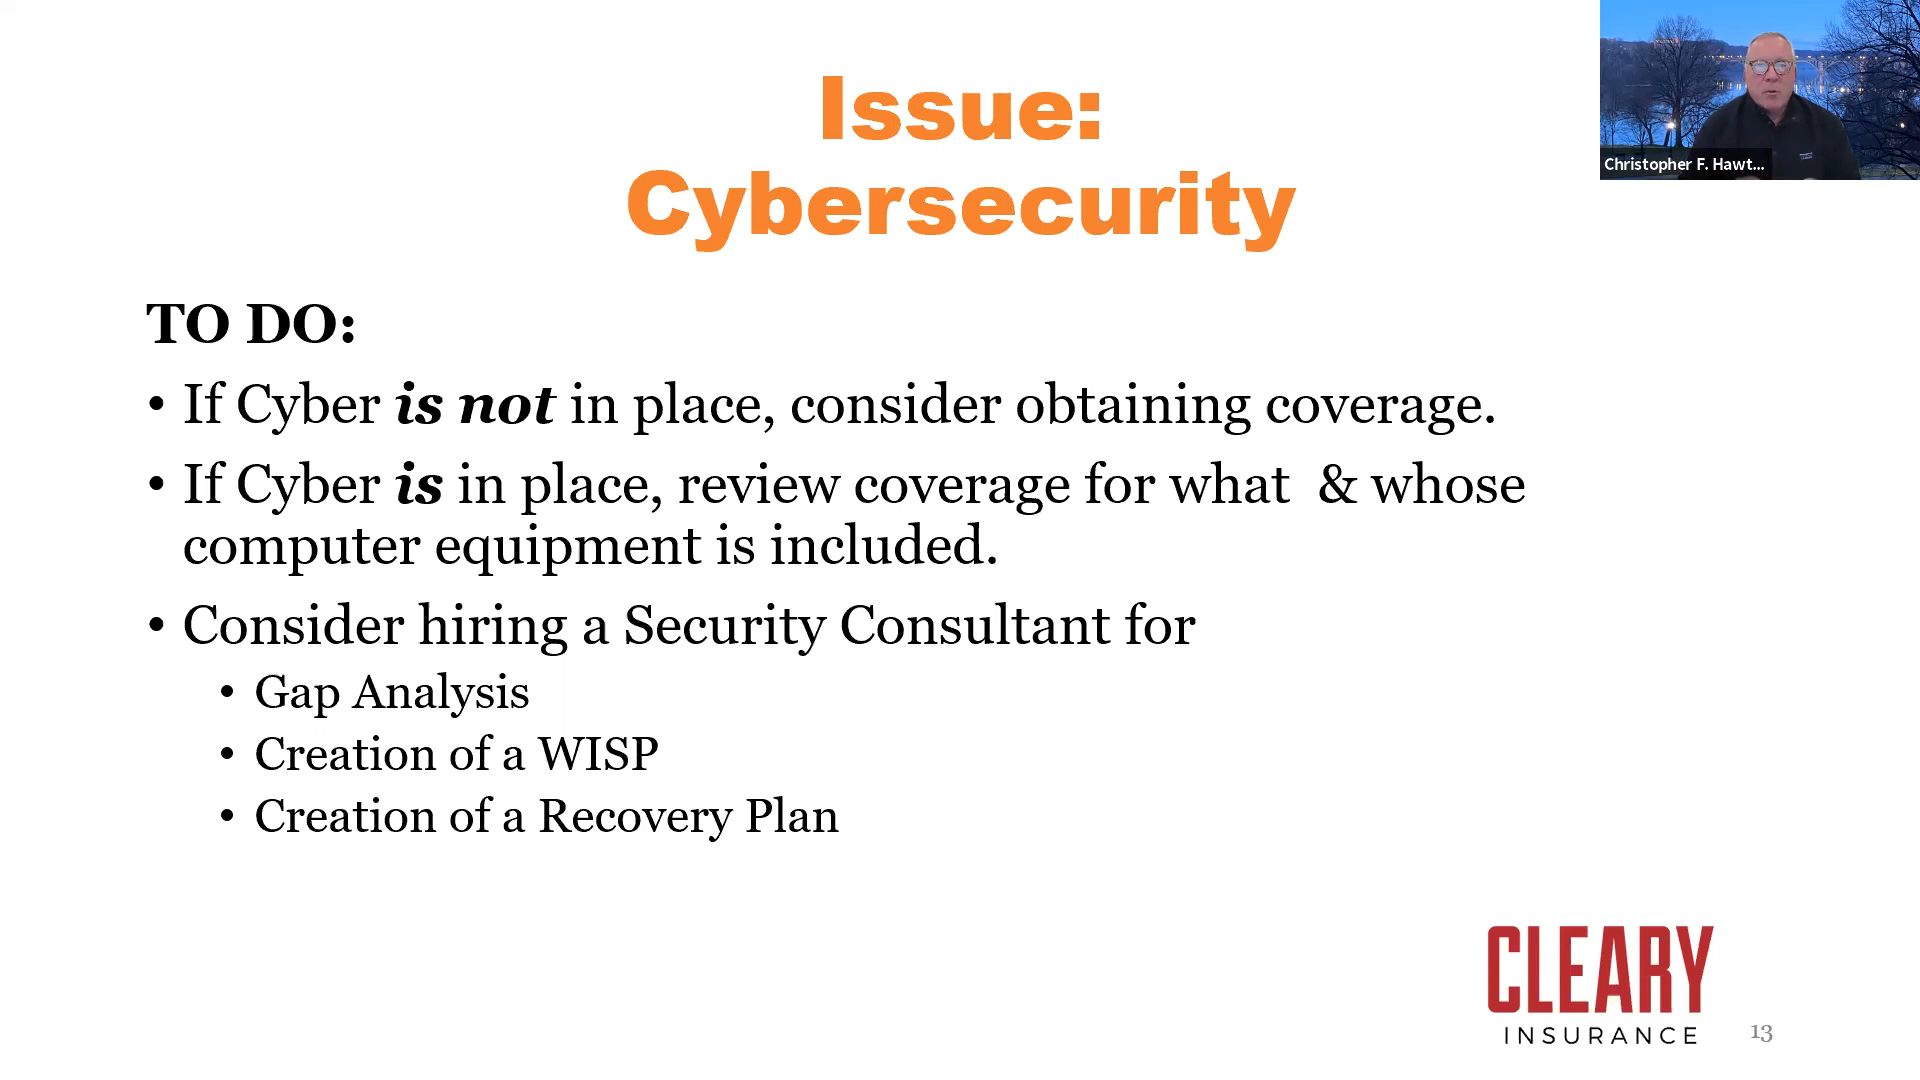 Issue:
Cybersecurity
Christopher F. Hawt...
TO DO:
• If Cyber is not in place, consider obtaining coverage.
• If Cyber is in place, review coverage for what  & whose
computer equipment is included.
• Consider hiring a Security Consultant for
• Gap Analysis
• Creation of a WISP
• Creation of a Recovery Plan
CLEARY
INSURANCE
13